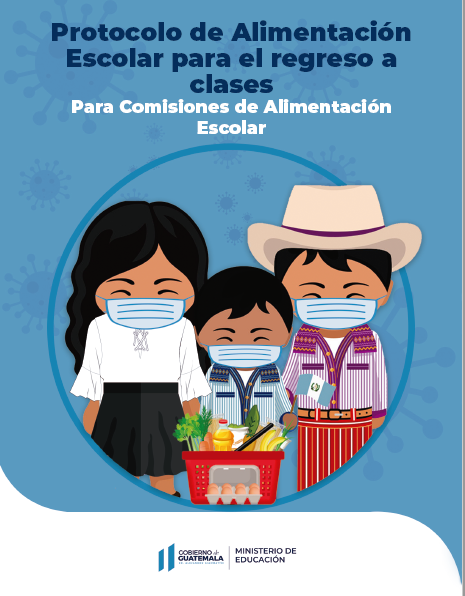 Protocolo de Alimentación
Escolar para el regreso a
clases
Para Comisiones de Alimentación
Escolar
GOBIERNO de
GUATEMALA
MINISTERIO DE
EDUCACIÓN